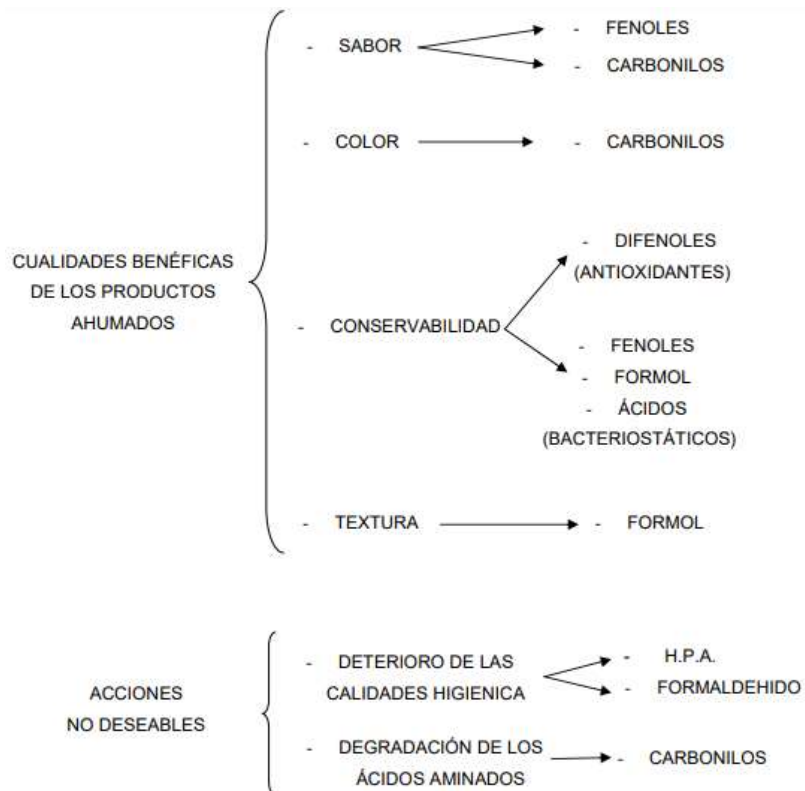 - SABOR
- FENOLES
- CARBONILOS
- COLOR
- CARBONILOS
CUALIDADES BENÉFICAS
DE LOS PRODUCTOS
AHUMADOS
- CONSERVABILIDAD
- DIFENOLES
(ANTIOXIDANTES)
- FENOLES
- FORMOL
- ÁCIDOS
(BACTERIOSTÁTICOS)
- TEXTURA
- FORMOL
ACCIONES
NO DESEABLES
- DETERIORO DE LAS
CALIDADES HIGIENICA
- H.P.A.
- FORMALDEHIDO
- DEGRADACIÓN DE LOS
ÁCIDOS AMINADOS
- CARBONILOS